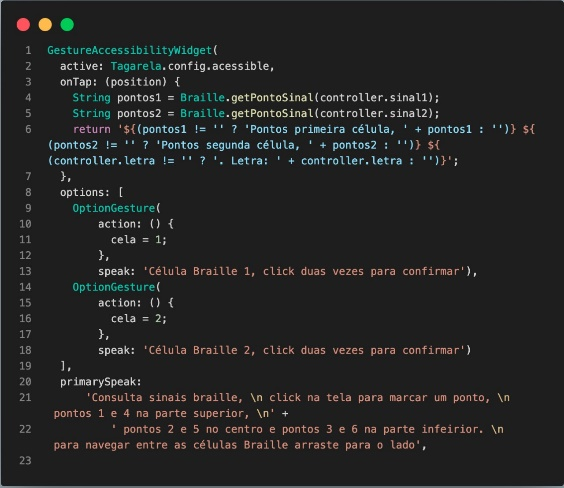 1 GestureAccessibilityWidget(
2 active: Tagarela.config.acessible,
3 onTap: (position) {
4 String pontos1 = Braille.getPontoSinal(controller.sinal1);
5 String pontos2 = Braille.getPontoSinal(controller.sinal2);
6 return '${(pontos1 != '' ? 'Pontos primeira célula, ' + pontos1 : '')} ${
(pontos2 != '' ? 'Pontos segunda célula, ' + pontos2 : '')} ${
(controller.letra != '' ? '. Letra: ' + controller.letra : '')}';
7 },
8 options: [
9 OptionGesture(
10 action: () {
11 cela = 1;
12 },
13 speak: 'Célula Braille 1, click duas vezes para confirmar'),
14 OptionGesture(
15 action: () {
16 cela = 2;
17 },
18 speak: 'Célula Braille 2, click duas vezes para confirmar')
19 ],
20 primarySpeak:
21 'Consulta sinais braille, \n click na tela para marcar um ponto, \n
pontos 1 e 4 na parte superior, \n' +
22 ' pontos 2 e 5 no centro e pontos 3 e 6 na parte infeirior. \n
para navegar entre as células Braille arraste para o lado',
23